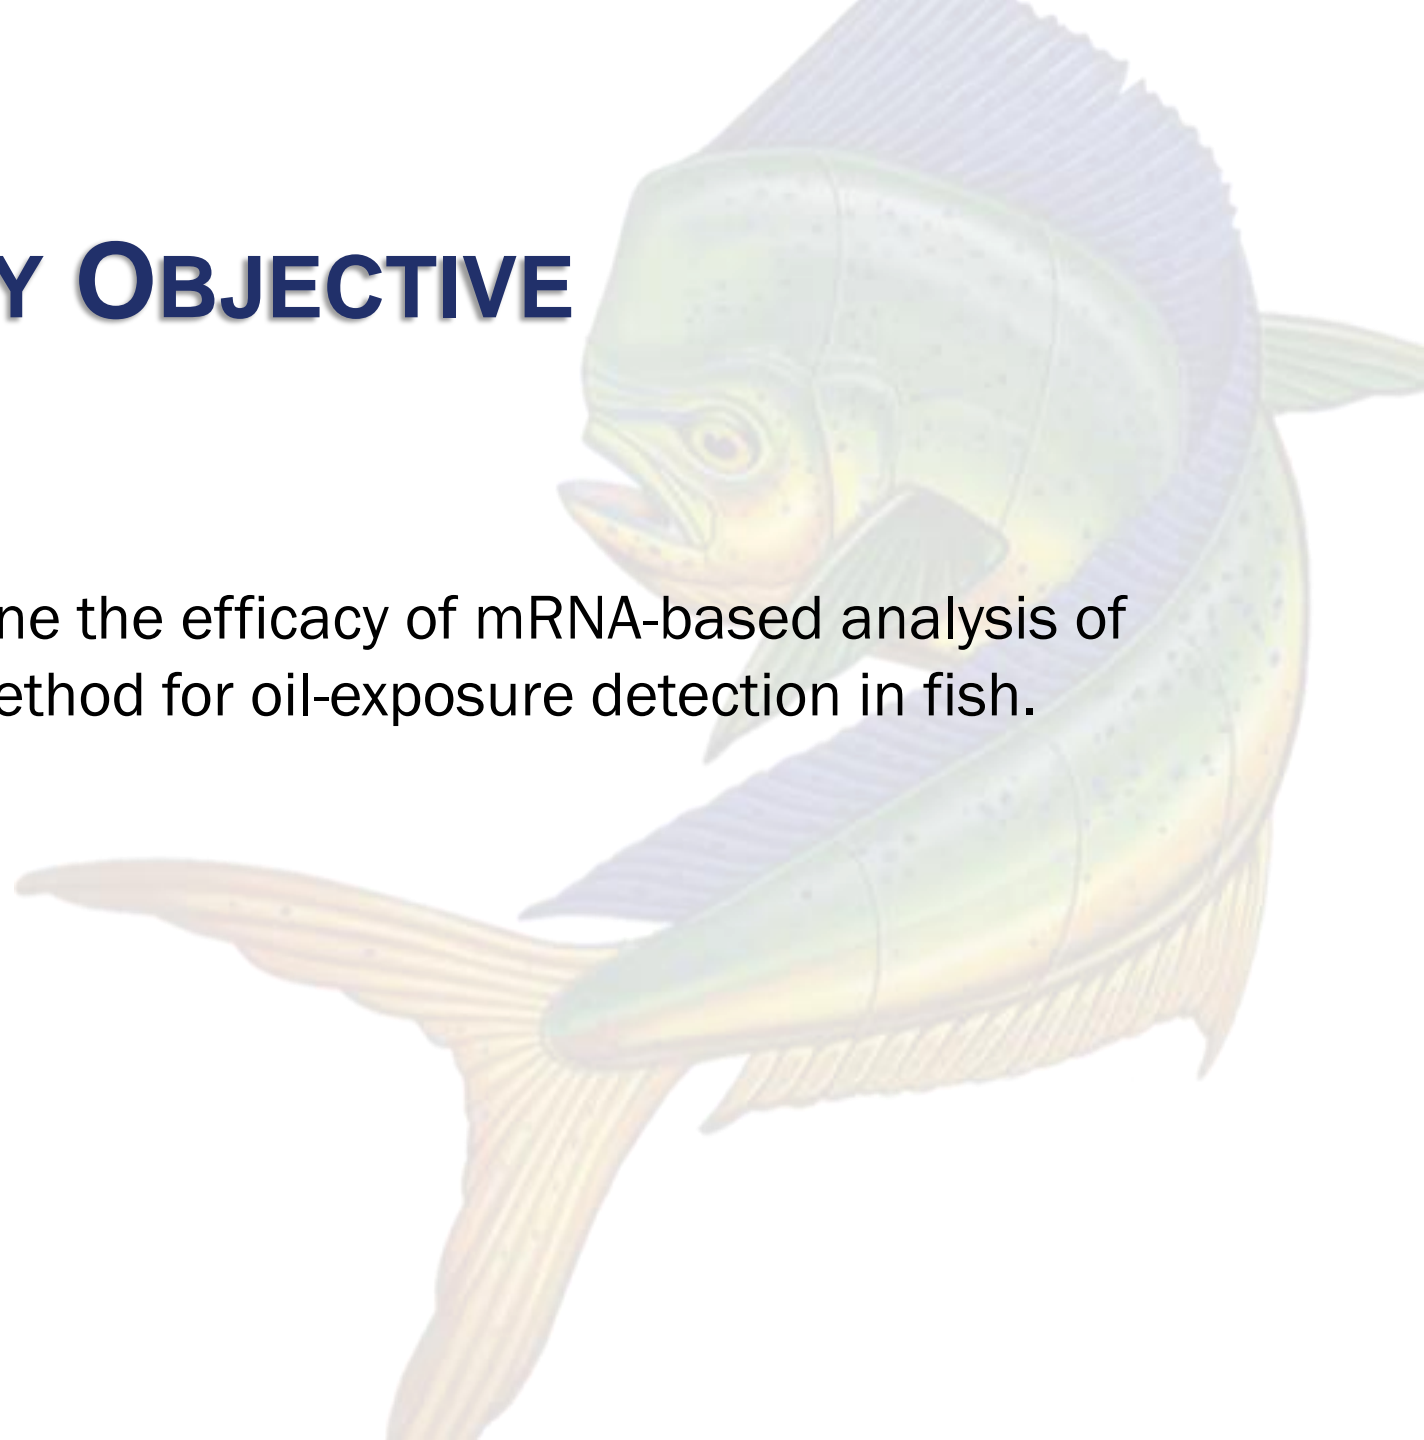 Y OBJECTIVE
ne the efficacy of mRNA-based analysis of
ethod for oil-exposure detection in fish.